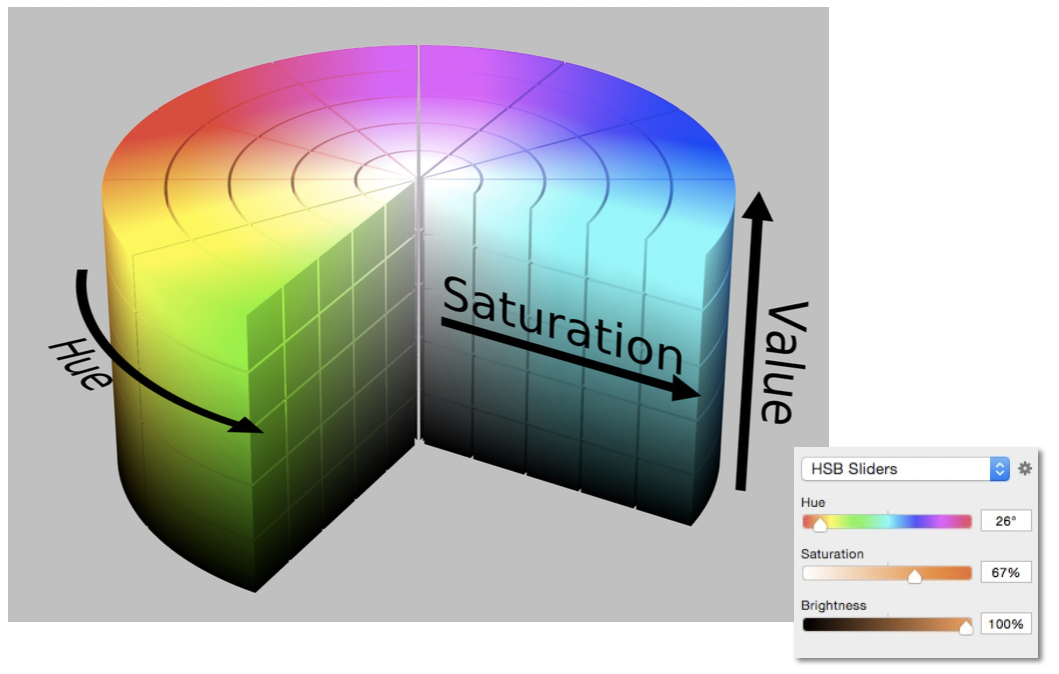 Hue
Saturation
Value
HSB Sliders
Hue
26°
Saturation
67%
Brightness
100%